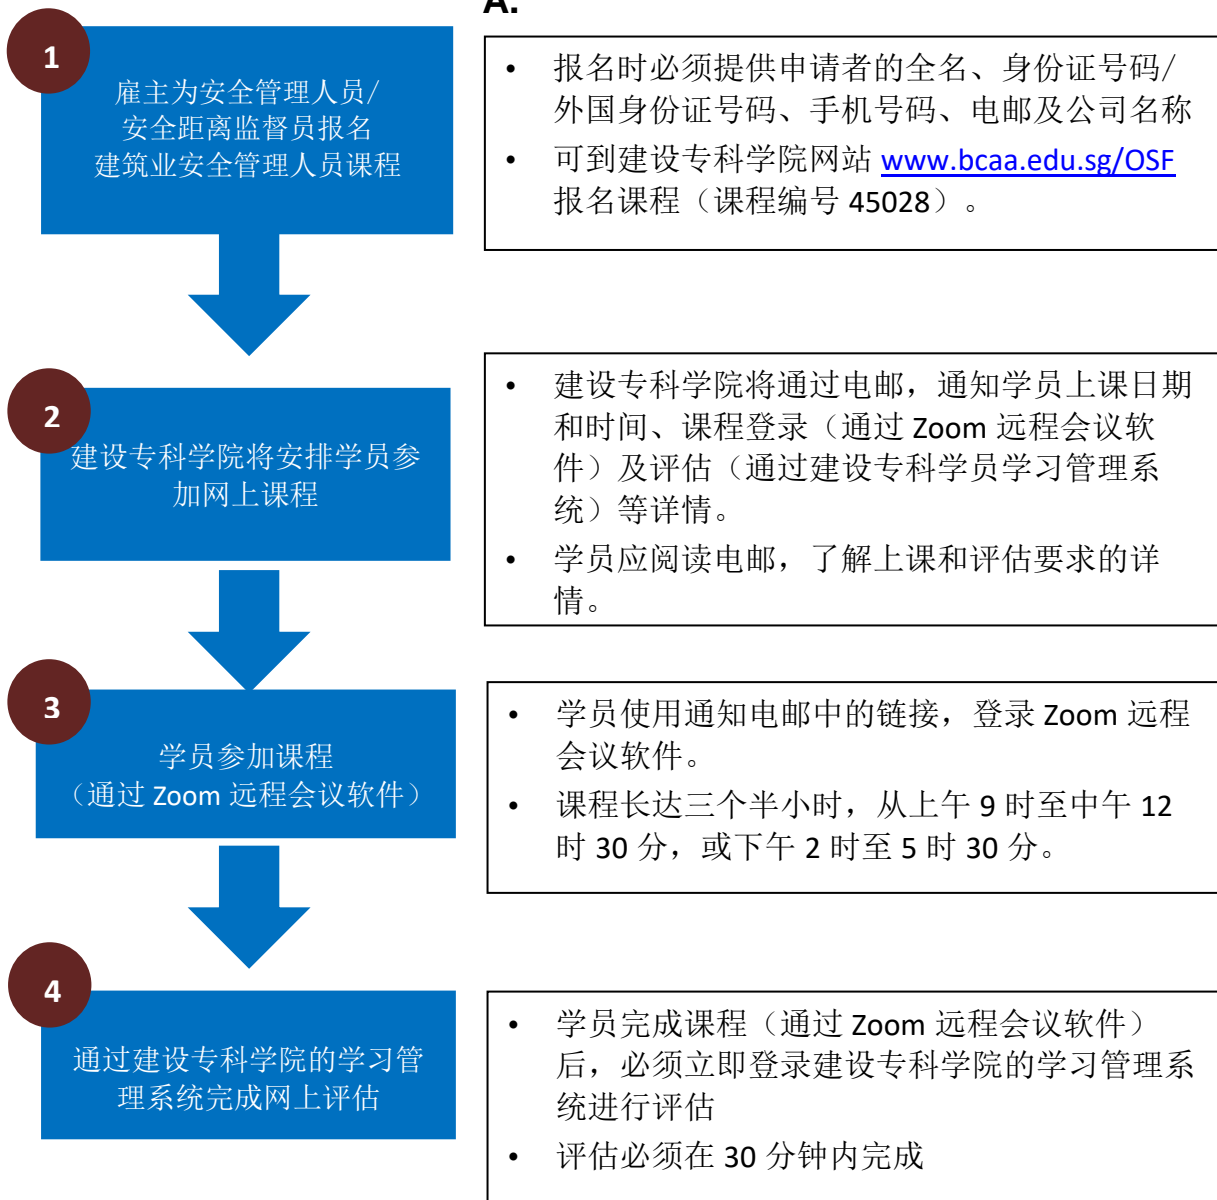 A.
1
雇主为安全管理人员/
安全距离监督员报名
建筑业安全管理人员课程
• 报名时必须提供申请者的全名、身份证号码/
外国身份证号码、手机号码、电邮及公司名称
• 可到建设专科学院网站 www.bcaa.edu.sg/OSF
报名课程（课程编号 45028）。
2
建设专科学院将安排学员参
加网上课程
• 建设专科学院将通过电邮，通知学员上课日期
和时间、课程登录（通过 Zoom 远程会议软
件）及评估（通过建设专科学员学习管理系
统）等详情。
• 学员应阅读电邮，了解上课和评估要求的详
情。
3
学员参加课程
（通过 Zoom 远程会议软件）
• 学员使用通知电邮中的链接，登录 Zoom 远程
会议软件。
• 课程长达三个半小时，从上午 9 时至中午 12
时 30 分，或下午 2 时至 5 时 30 分。
4
通过建设专科学院的学习管
理系统完成网上评估
• 学员完成课程（通过 Zoom 远程会议软件）
后，必须立即登录建设专科学院的学习管理系
统进行评估
• 评估必须在 30 分钟内完成